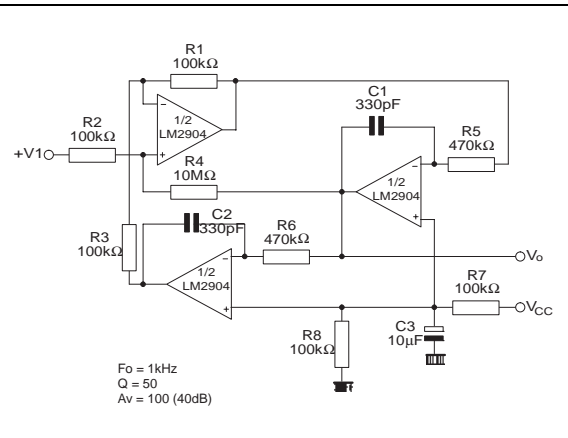 R1
100kΩ
C1
330pF
1/2
LM2904
R2
100kΩ
R5
470kΩ
+V1
R4
10MΩ
1/2
LM2904
C2
330pF
R6
470kΩ
R3
100kΩ
Vo
1/2
LM2904
R7
100kΩ
VCC
R8
100kΩ
C3
10µF
Fo = 1kHz
Q = 50
Av = 100 (40dB)